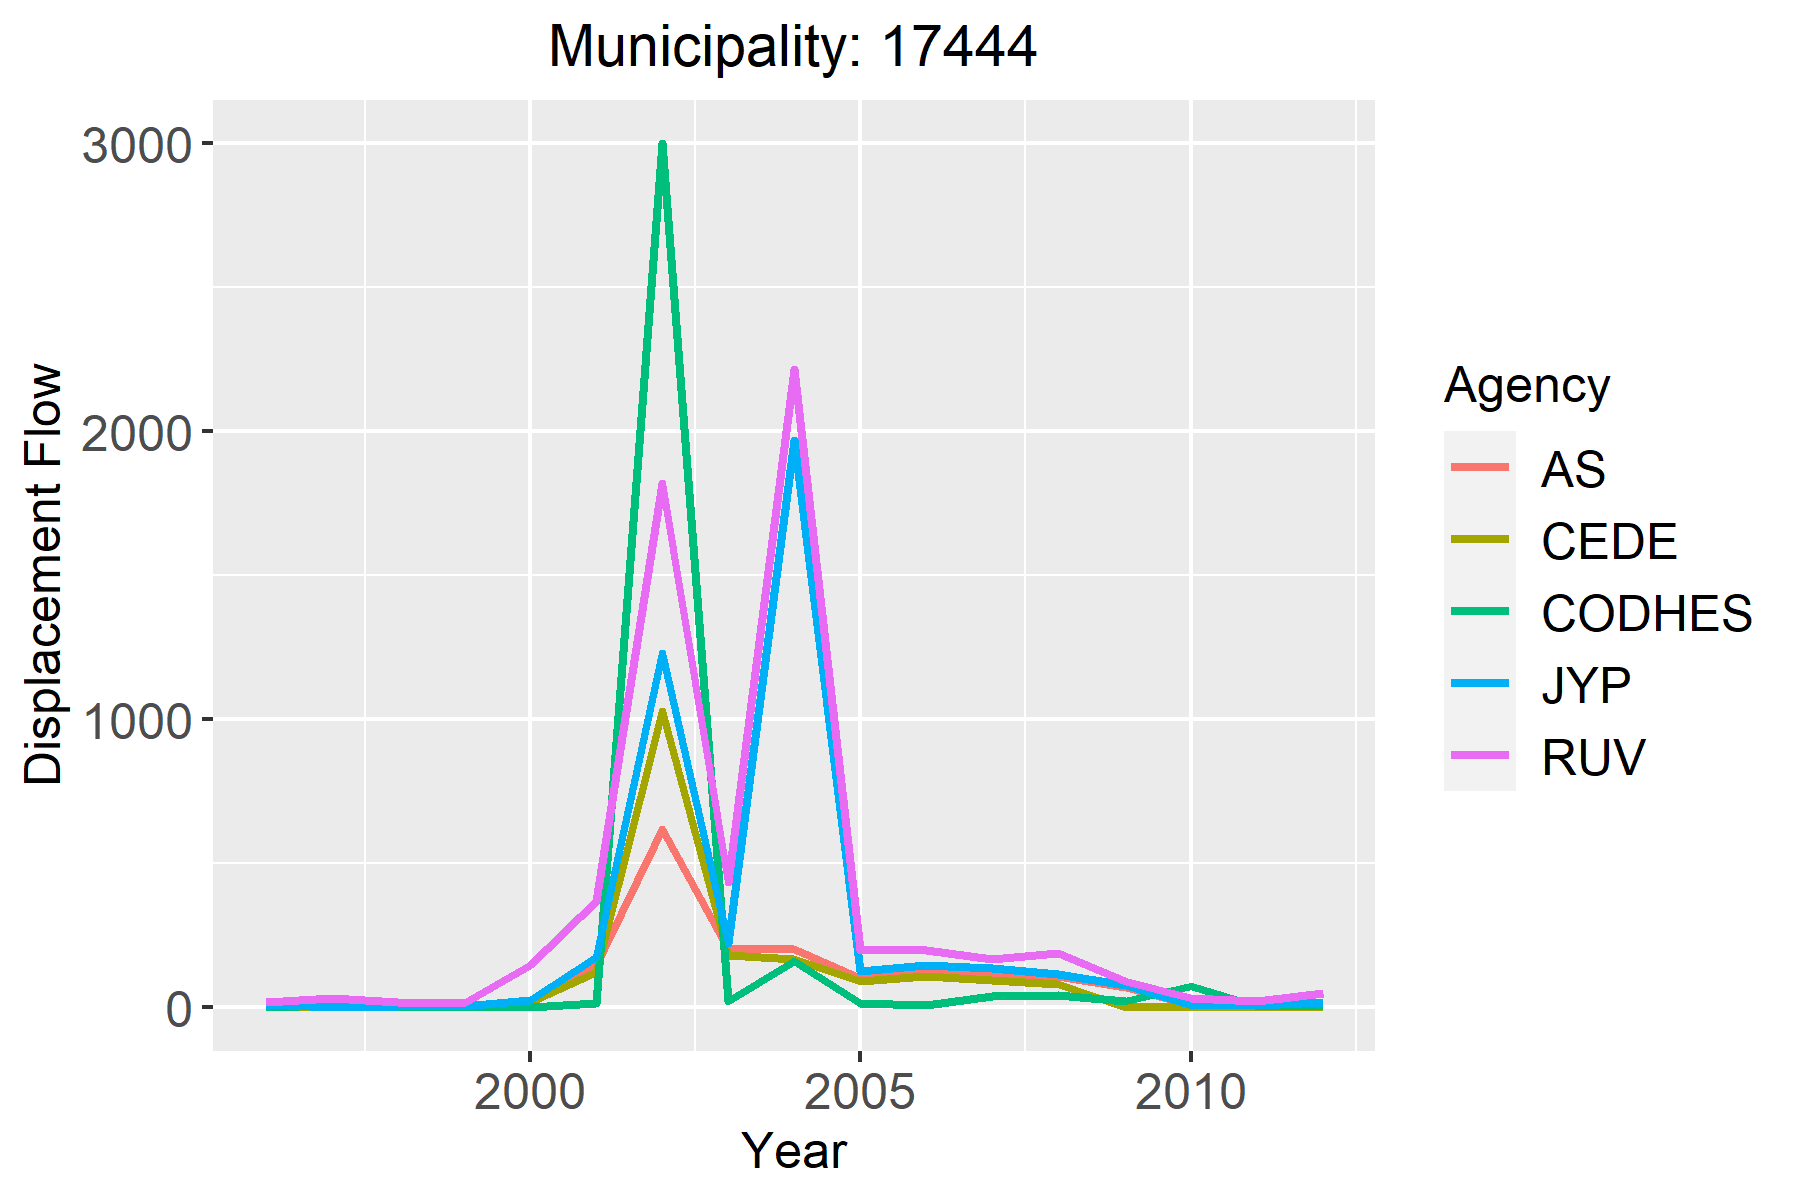 Municipality: 17444
3000
2000
1000
0
Displacement Flow
2000 2005 2010
Year
Agency
AS
CEDE
CODHES
JYP
RUV